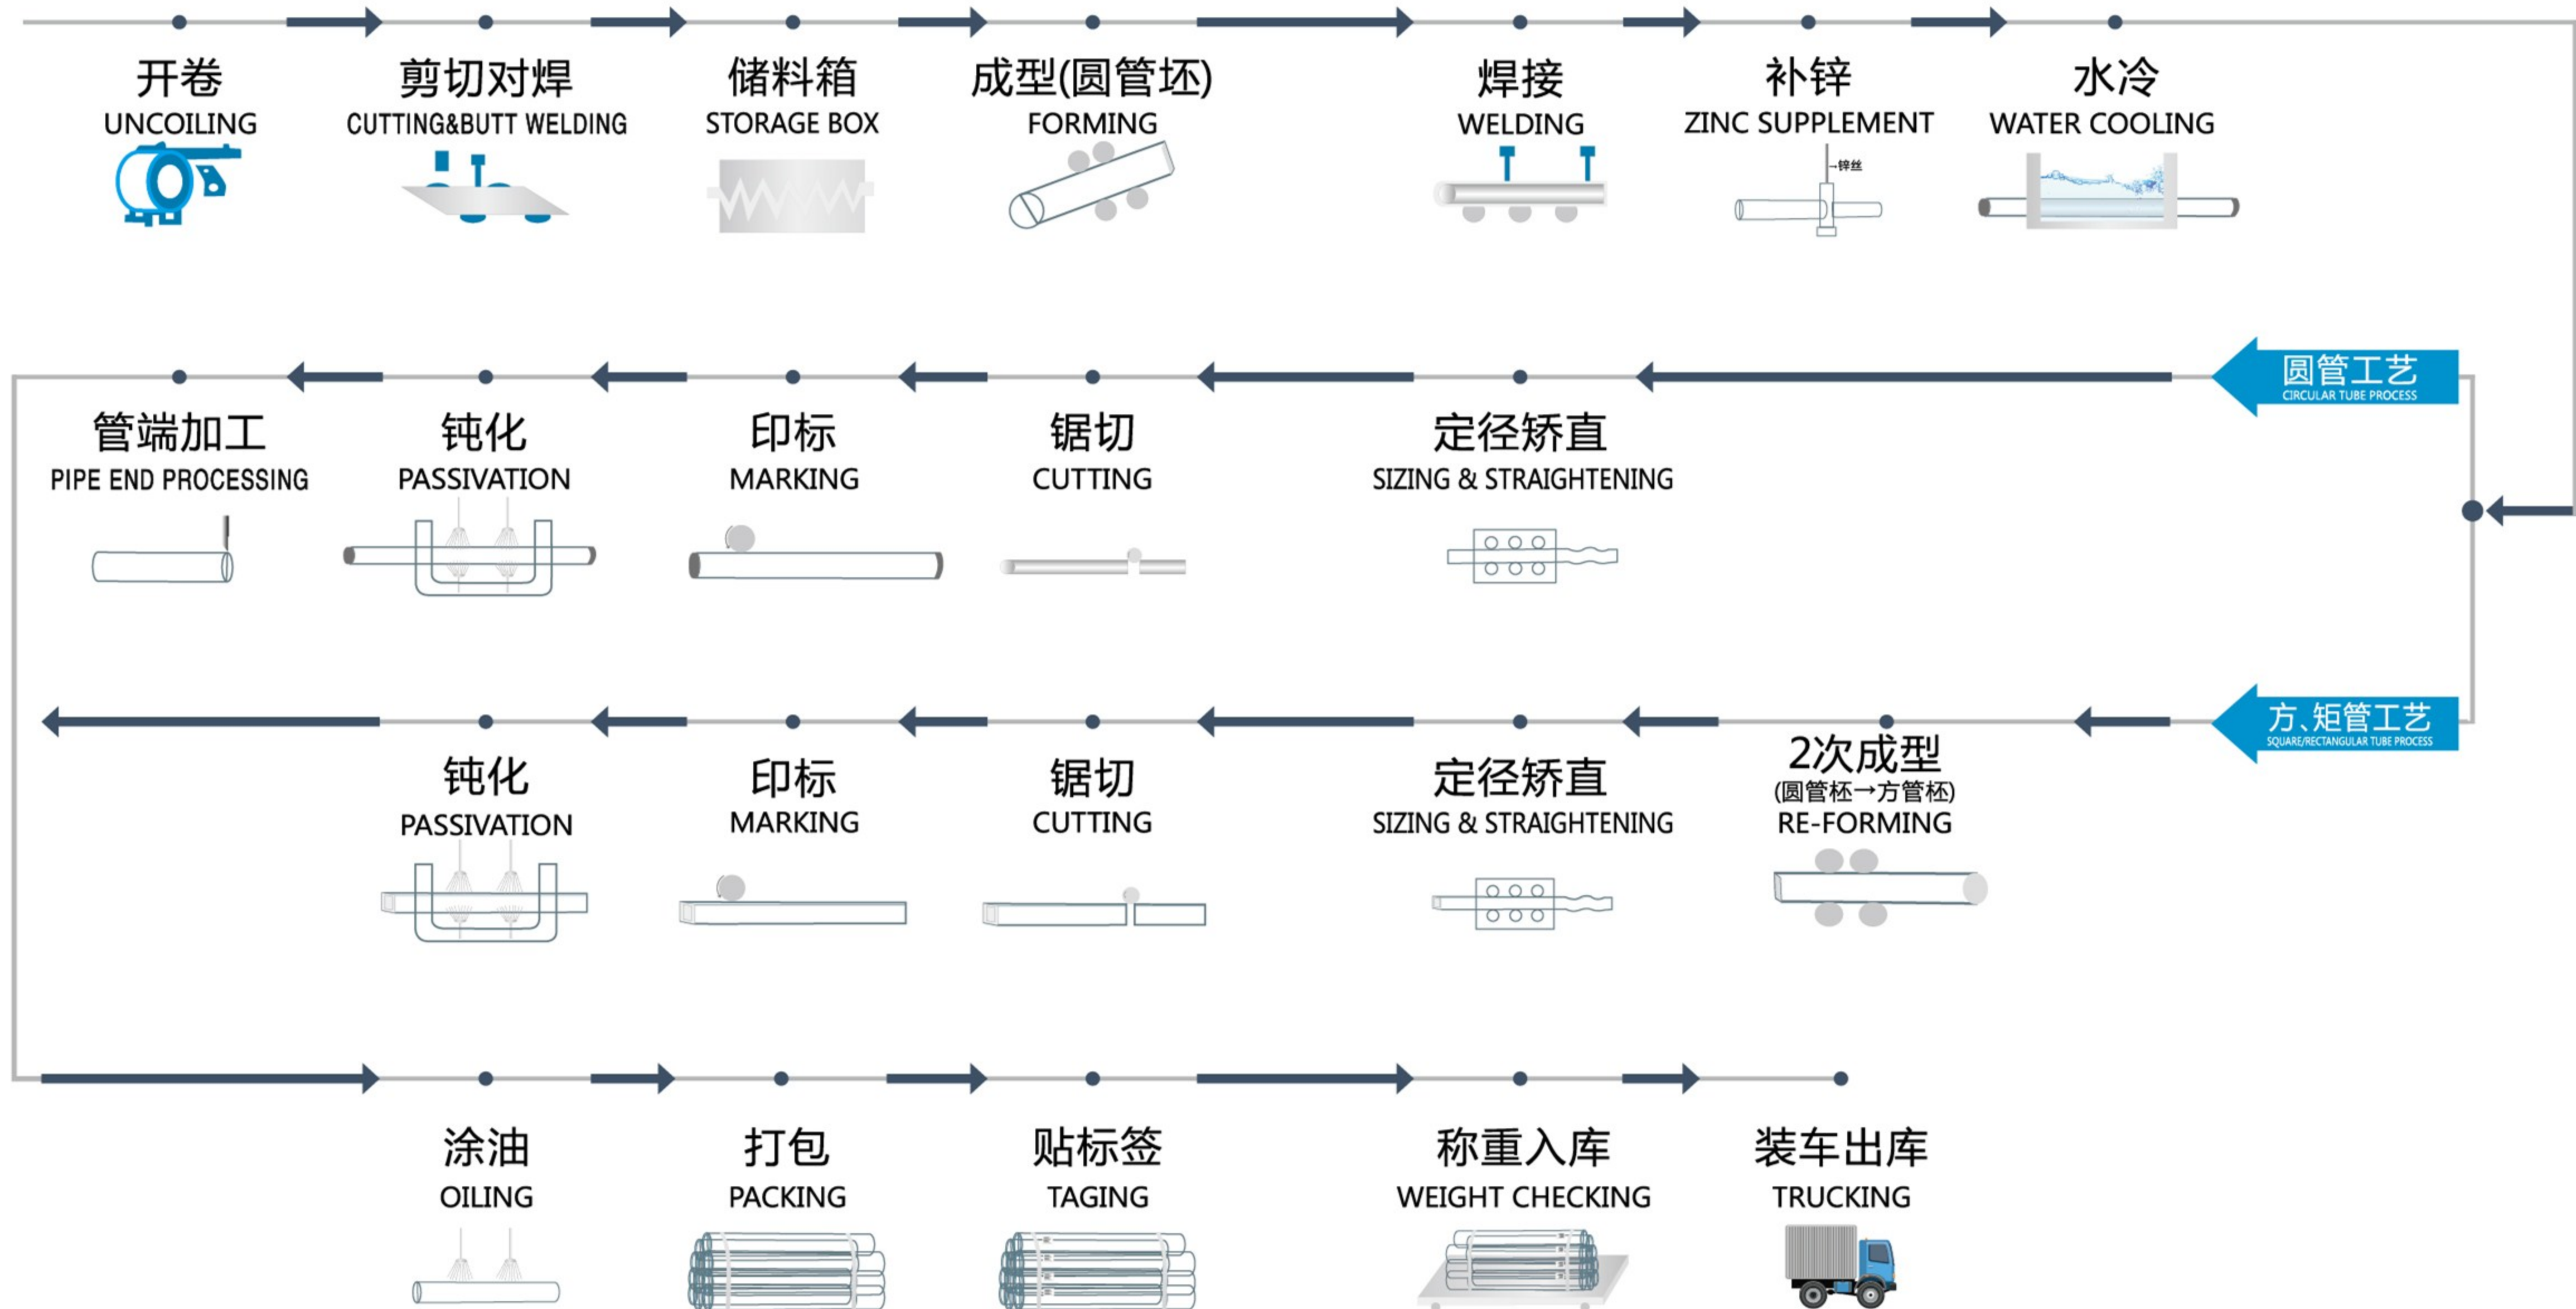 开卷
UNCOILING
剪切对焊
CUTTING&BUTT WELDING
储料箱
STORAGE BOX
成型(圆管坯)
FORMING
焊接
WELDING
补锌
ZINC SUPPLEMENT
→锌丝
水冷
WATER COOLING
圆管工艺
CIRCULAR TUBE PROCESS
定径矫直
SIZING & STRAIGHTENING
锯切
CUTTING
印标
MARKING
钝化
PASSIVATION
管端加工
PIPE END PROCESSING
方、矩管工艺
SQUARE/RECTANGULAR TUBE PROCESS
2次成型
(圆管柸→方管柸)
RE-FORMING
定径矫直
SIZING & STRAIGHTENING
锯切
CUTTING
印标
MARKING
钝化
PASSIVATION
涂油
OILING
打包
PACKING
贴标签
TAGING
称重入库
WEIGHT CHECKING
装车出库
TRUCKING